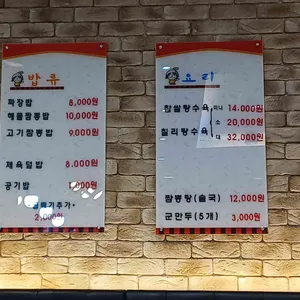 밥류
짜장밥 8,000원
해물짬뽕밥 10,000원
고기짬뽕밥 9,000원
제육덮밥 8,000원
공기밥 1,000원
2,000원
요리
찹쌀탕수육 미니 14,000원
소 20,000원
칠리탕수육 대 32,000원
짬뽕탕(술국) 12,000원
군만두(5개) 3,000원